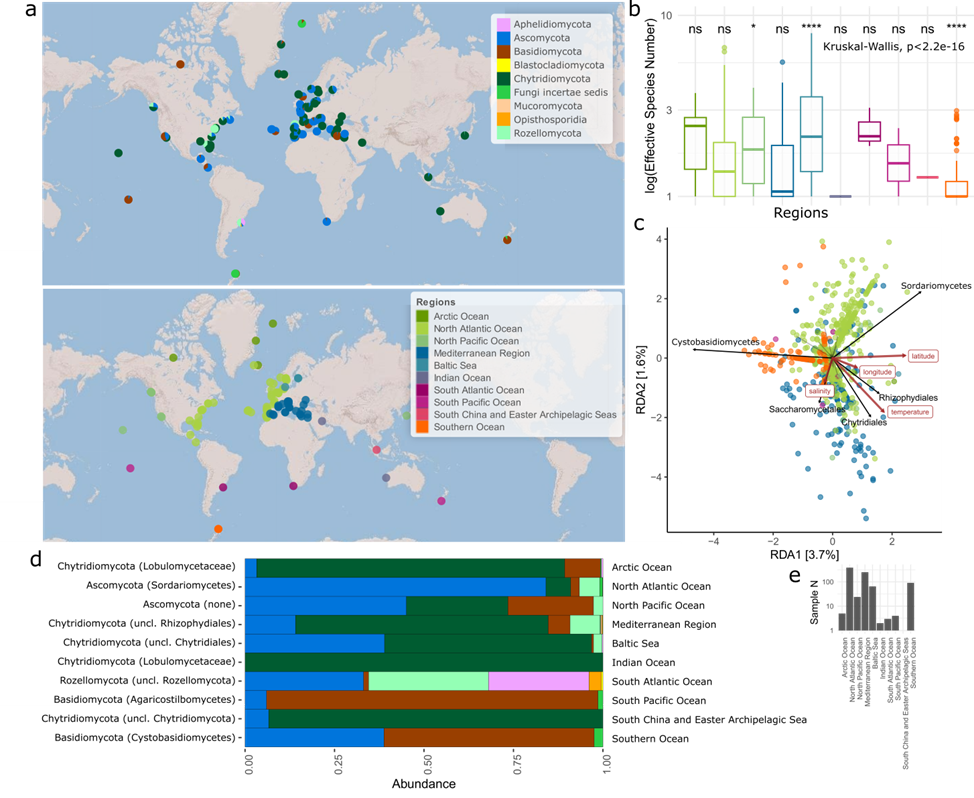 a
Aphelidiomycota
Ascomycota
Basidiomycota
Blastocladiomycota
Chytridiomycota
Fungi incertae sedis
Mucoromycota
Opisthosporidia
Rozellomycota
Regions
Arctic Ocean
North Atlantic Ocean
North Pacific Ocean
Mediterranean Region
Baltic Sea
Indian Ocean
South Atlantic Ocean
South Pacific Ocean
South China and Easter Archipelagic Seas
Southern Ocean
b
log(Effective Species Number)
10
3
1
ns ns * ns **** ns ns ns ns ****
Kruskal-Wallis, p<2.2e-16
Regions
c
RDA2 [1.6%]
4
2
0
−2
−4
Sordariomycetes
Cystobasidiomycetes
latitude
longitude
salinity
Rhizophydiales
Saccharomycetales
temperature
Chytridiales
−4 −2 0 2
RDA1 [3.7%]
d
Chytridiomycota (Lobulomycetaceae) Arctic Ocean
Ascomycota (Sordariomycetes) North Atlantic Ocean
Ascomycota (none) North Pacific Ocean
Chytridiomycota (uncl. Rhizophydiales) Mediterranean Region
Chytridiomycota (uncl. Chytridiales) Baltic Sea
Chytridiomycota (Lobulomycetaceae) Indian Ocean
Rozellomycota (uncl. Rozellomycota) South Atlantic Ocean
Basidiomycota (Agaricostilbomycetes) South Pacific Ocean
Chytridiomycota (uncl. Chytridiomycota) South China and Easter Archipelagic Sea
Basidiomycota (Cystobasidiomycetes) Southern Ocean
0.00 0.25 0.50 0.75 1.00
Abundance
e
Sample N
100
10
1
Arctic Ocean
North Atlantic Ocean
North Pacific Ocean
Mediterranean Region
Baltic Sea
Indian Ocean
South Atlantic Ocean
South Pacific Ocean
South China and Easter Archipelagic Seas
Southern Ocean